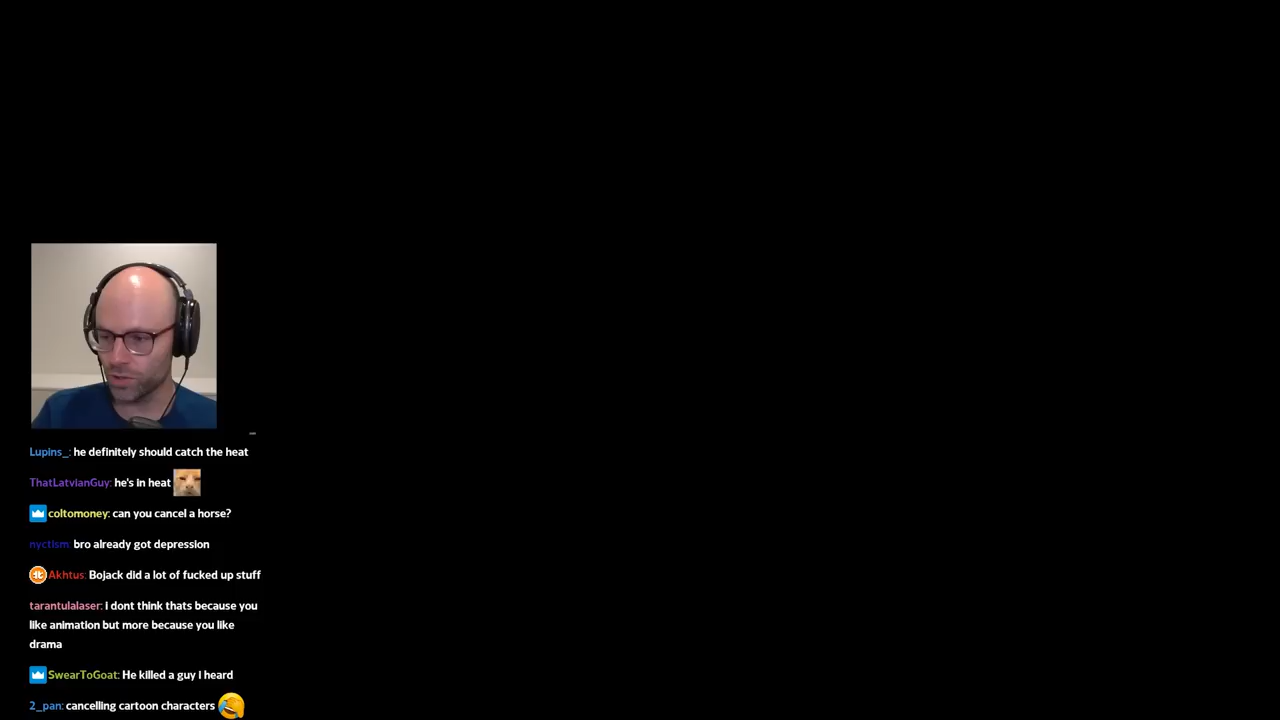 Lupins_: he definitely should catch the heat
ThatLatvianGuy: he's in heat
coltomoney: can you cancel a horse?
nyctism: bro already got depression
Akhtus: Bojack did a lot of fucked up stuff
tarantulalaser: i dont think thats because you
like animation but more because you like
drama
SwearToGoat: He killed a guy i heard
2_pan: cancelling cartoon characters